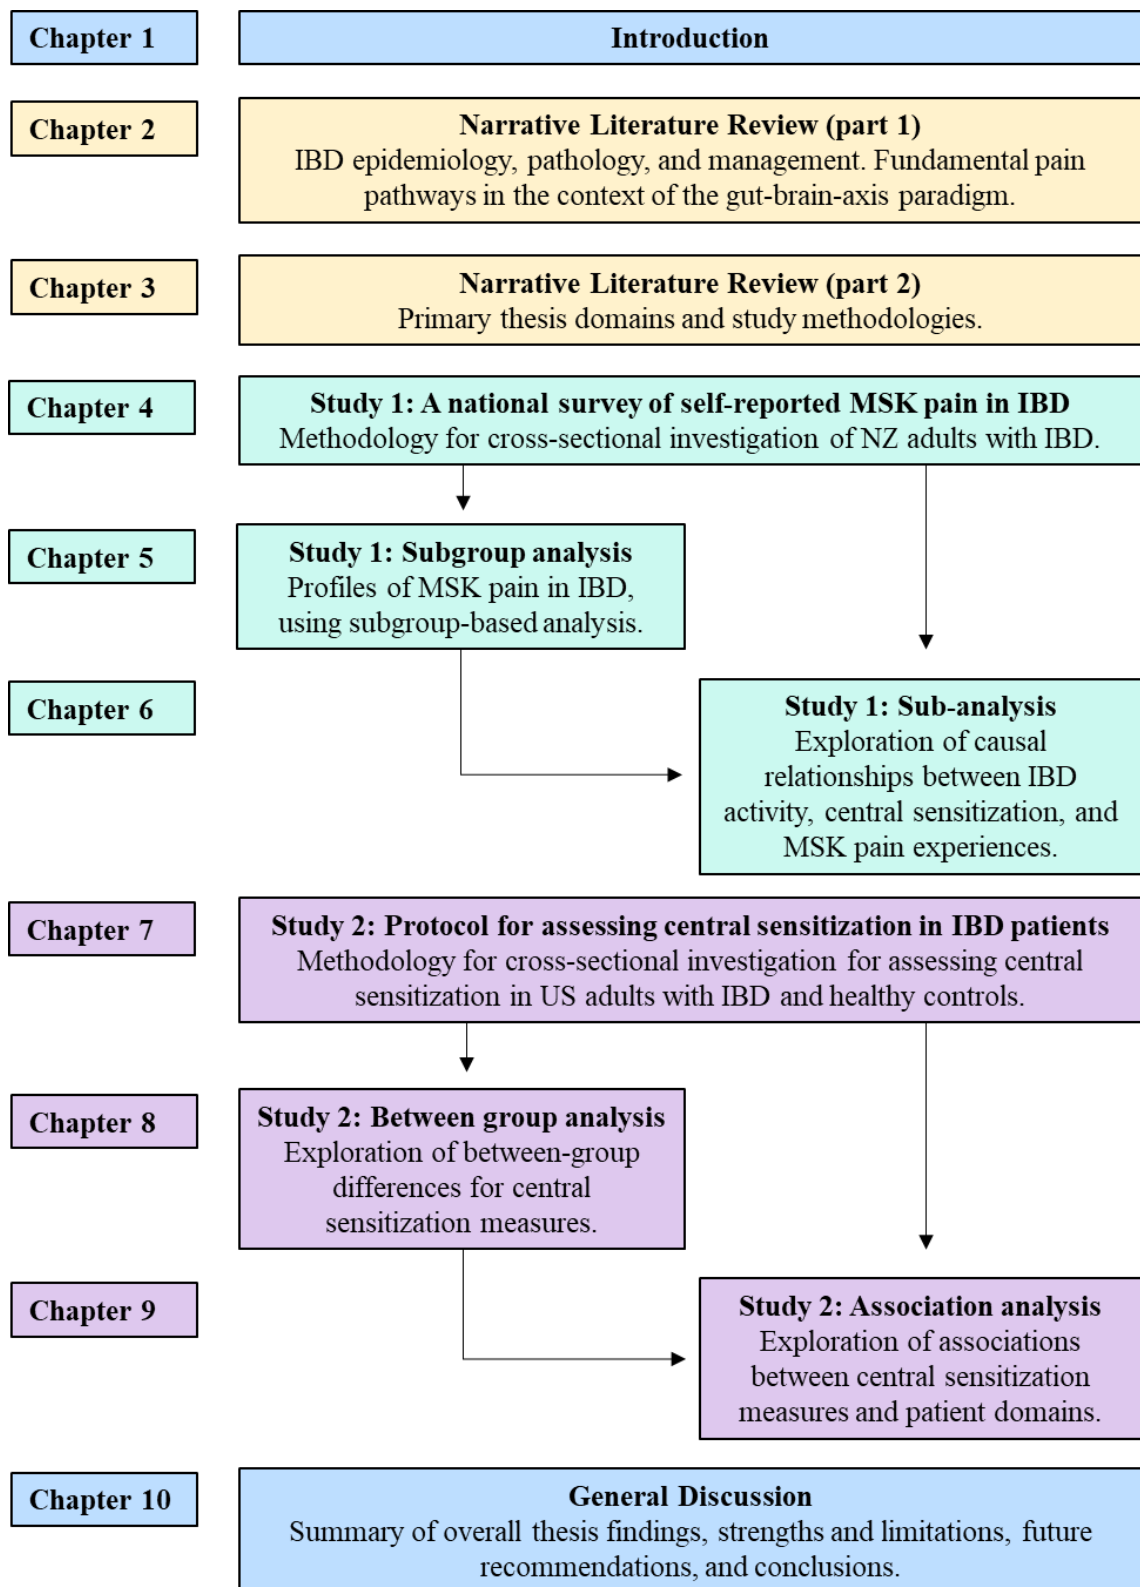 Chapter 1
Introduction
Chapter 2
Narrative Literature Review (part 1)
IBD epidemiology, pathology, and management. Fundamental pain
pathways in the context of the gut-brain-axis paradigm.
Chapter 3
Narrative Literature Review (part 2)
Primary thesis domains and study methodologies.
Chapter 4
Study 1: A national survey of self-reported MSK pain in IBD
Methodology for cross-sectional investigation of NZ adults with IBD.
Chapter 5
Study 1: Subgroup analysis
Profiles of MSK pain in IBD,
using subgroup-based analysis.
Chapter 6
Study 1: Sub-analysis
Exploration of causal
relationships between IBD
activity, central sensitization, and
MSK pain experiences.
Chapter 7
Study 2: Protocol for assessing central sensitization in IBD patients
Methodology for cross-sectional investigation for assessing central
sensitization in US adults with IBD and healthy controls.
Chapter 8
Study 2: Between group analysis
Exploration of between-group
differences for central
sensitization measures.
Chapter 9
Study 2: Association analysis
Exploration of associations
between central sensitization
measures and patient domains.
Chapter 10
General Discussion
Summary of overall thesis findings, strengths and limitations, future
recommendations, and conclusions.